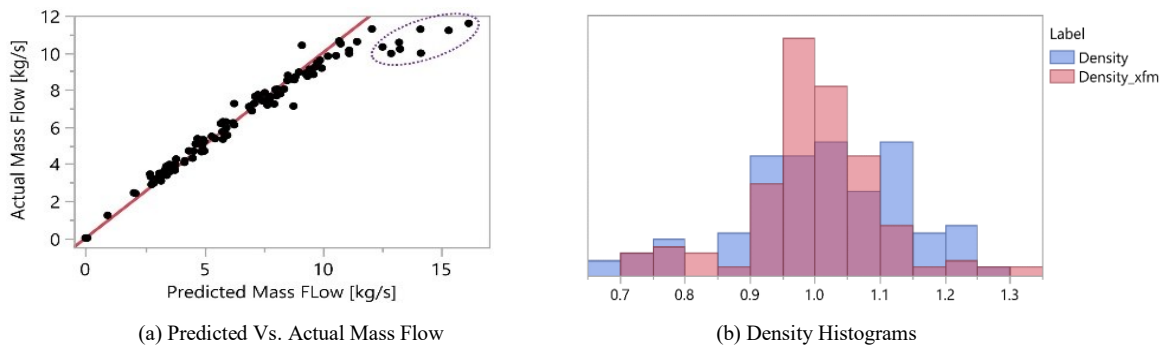 12
10
8
6
4
2
0
Actual Mass Flow [kg/s]
0 5 10 15
Predicted Mass FLow [kg/s]
(a) Predicted Vs. Actual Mass Flow
Label
Density
Density_xfm
0.7 0.8 0.9 1.0 1.1 1.2 1.3
(b) Density Histograms